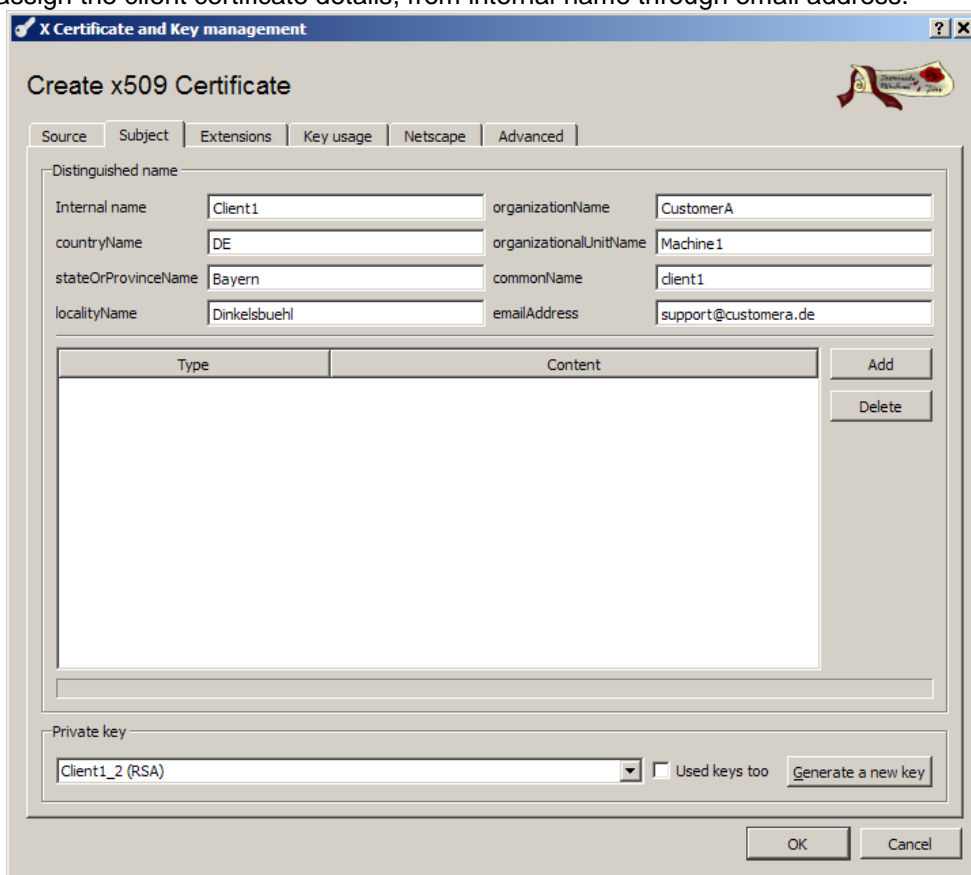 assign the client certificate details, from internal name through email address.
X Certificate and Key management
Create x509 Certificate
Source Subject Extensions Key usage Netscape Advanced
Distinguished name
Internal name Client1 organizationName CustomerA
countryName DE organizationalUnitName Machine1
stateOrProvinceName Bayern commonName client1
localityName Dinkelsbuehl emailAddress support@customera.de
Type Content Add
Delete
Private key
Client1_2 (RSA) Used keys too Generate a new key
OK Cancel